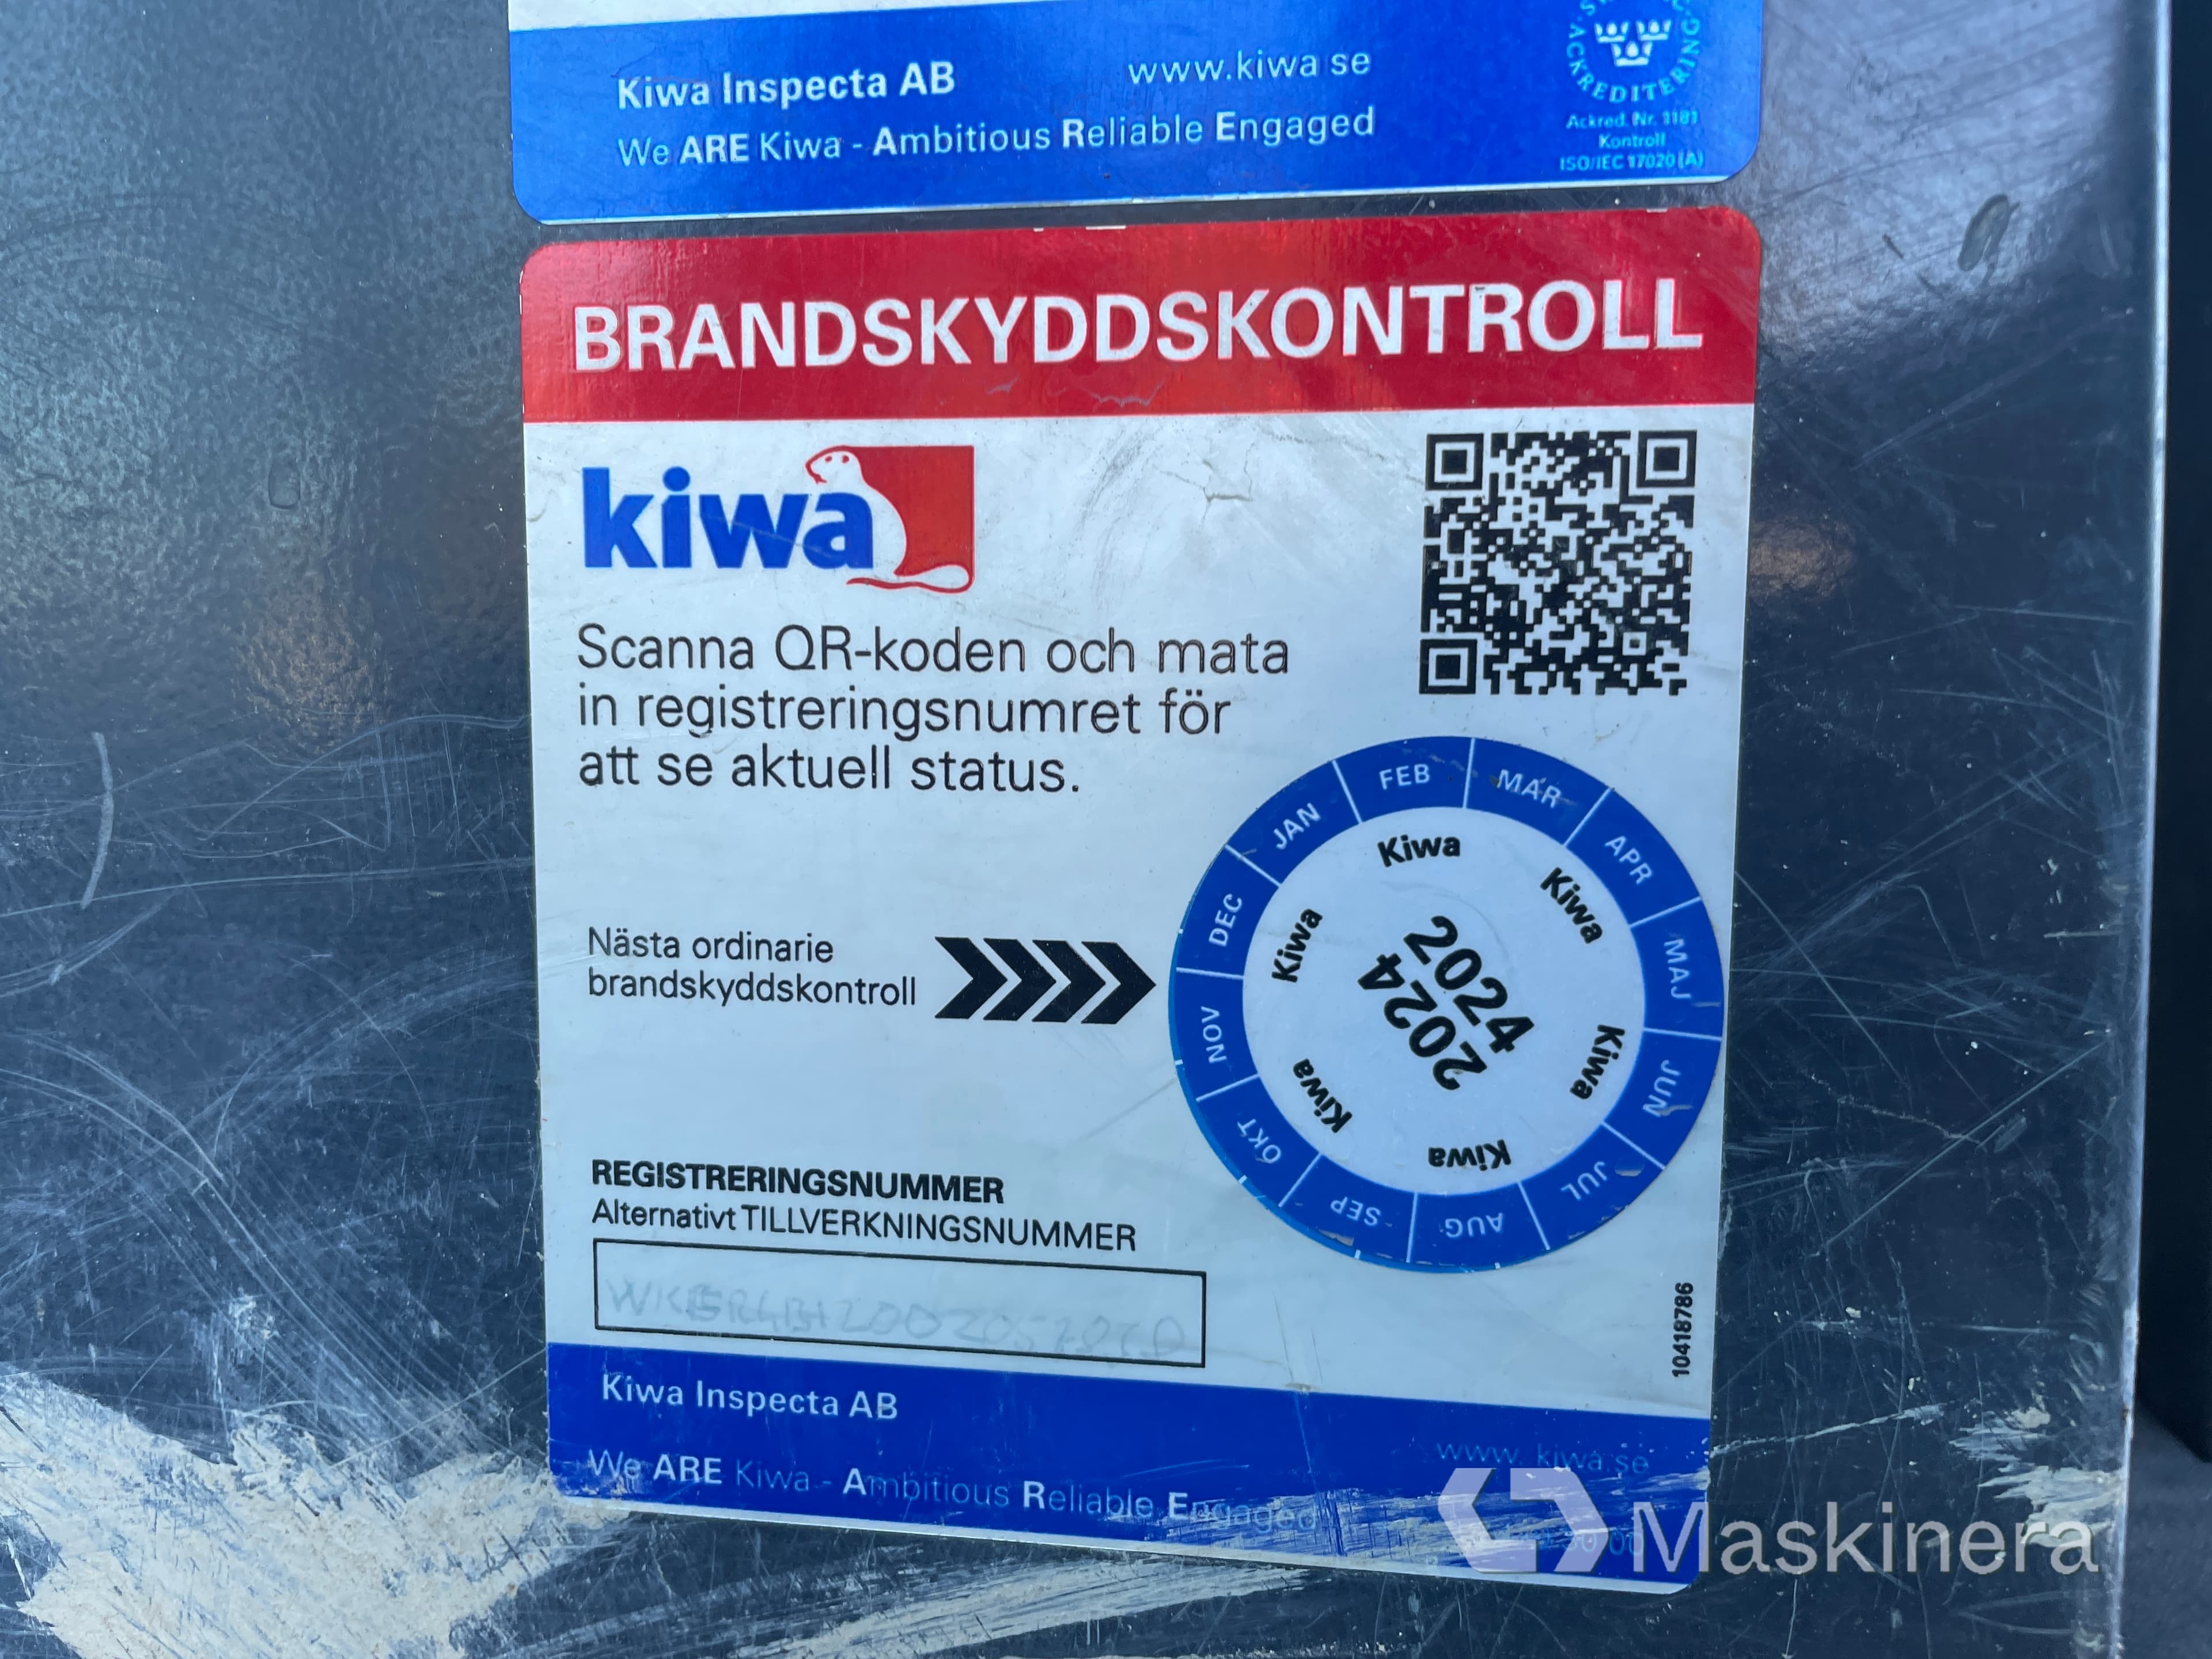 Kiwa Inspecta AB
www.kiwa.se
We ARE Kiwa - Ambitious Reliable Engaged
ACKREDITERING
Ackred. Nr. 1181
Kontroll
ISO/IEC 17020 (A)
BRANDSKYDDSKONTROLL
kiwa
Scanna QR-koden och mata
in registreringsnumret för
att se aktuell status.
Nästa ordinarie
brandskyddskontroll
JAN
FEB
MAR
APR
MAJ
JUN
JUL
AUG
SEP
OKT
NOV
DEC
Kiwa
Kiwa
Kiwa
Kiwa
Kiwa
Kiwa
2024
2024
REGISTRERINGSNUMMER
Alternativt TILLVERKNINGSNUMMER
10418786
Kiwa Inspecta AB
www.kiwa.se
We ARE Kiwa - Ambitious Reliable Engaged
Maskinera